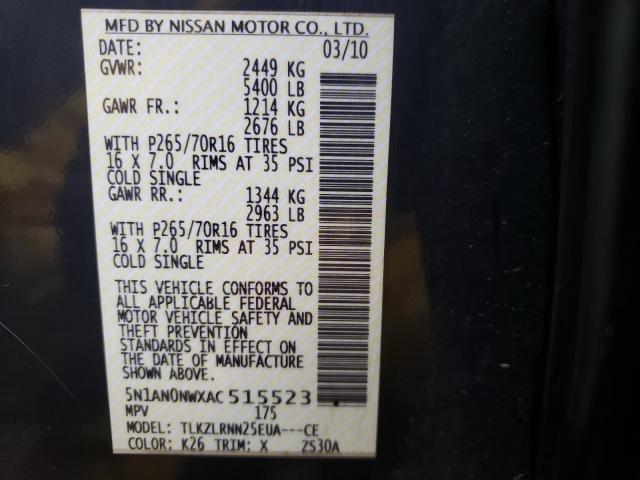 MFD BY NISSAN MOTOR CO., LTD.
DATE: 03/10
GVWR: 2449 KG
5400 LB
GAWR FR.: 1214 KG
2676 LB
WITH P265/70R16 TIRES
16 X 7.0 RIMS AT 35 PSI
COLD SINGLE
GAWR RR.: 1344 KG
2963 LB
WITH P265/70R16 TIRES
16 X 7.0 RIMS AT 35 PSI
COLD SINGLE
THIS VEHICLE CONFORMS TO
ALL APPLICABLE FEDERAL
MOTOR VEHICLE SAFETY AND
THEFT PREVENTION
STANDARDS IN EFFECT ON
THE DATE OF MANUFACTURE
SHOWN ABOVE.
5N1AN0NWXAC515523
MPV 175
MODEL: TLKZLRNN25EUA---CE
COLOR: K26 TRIM: X ZS30A